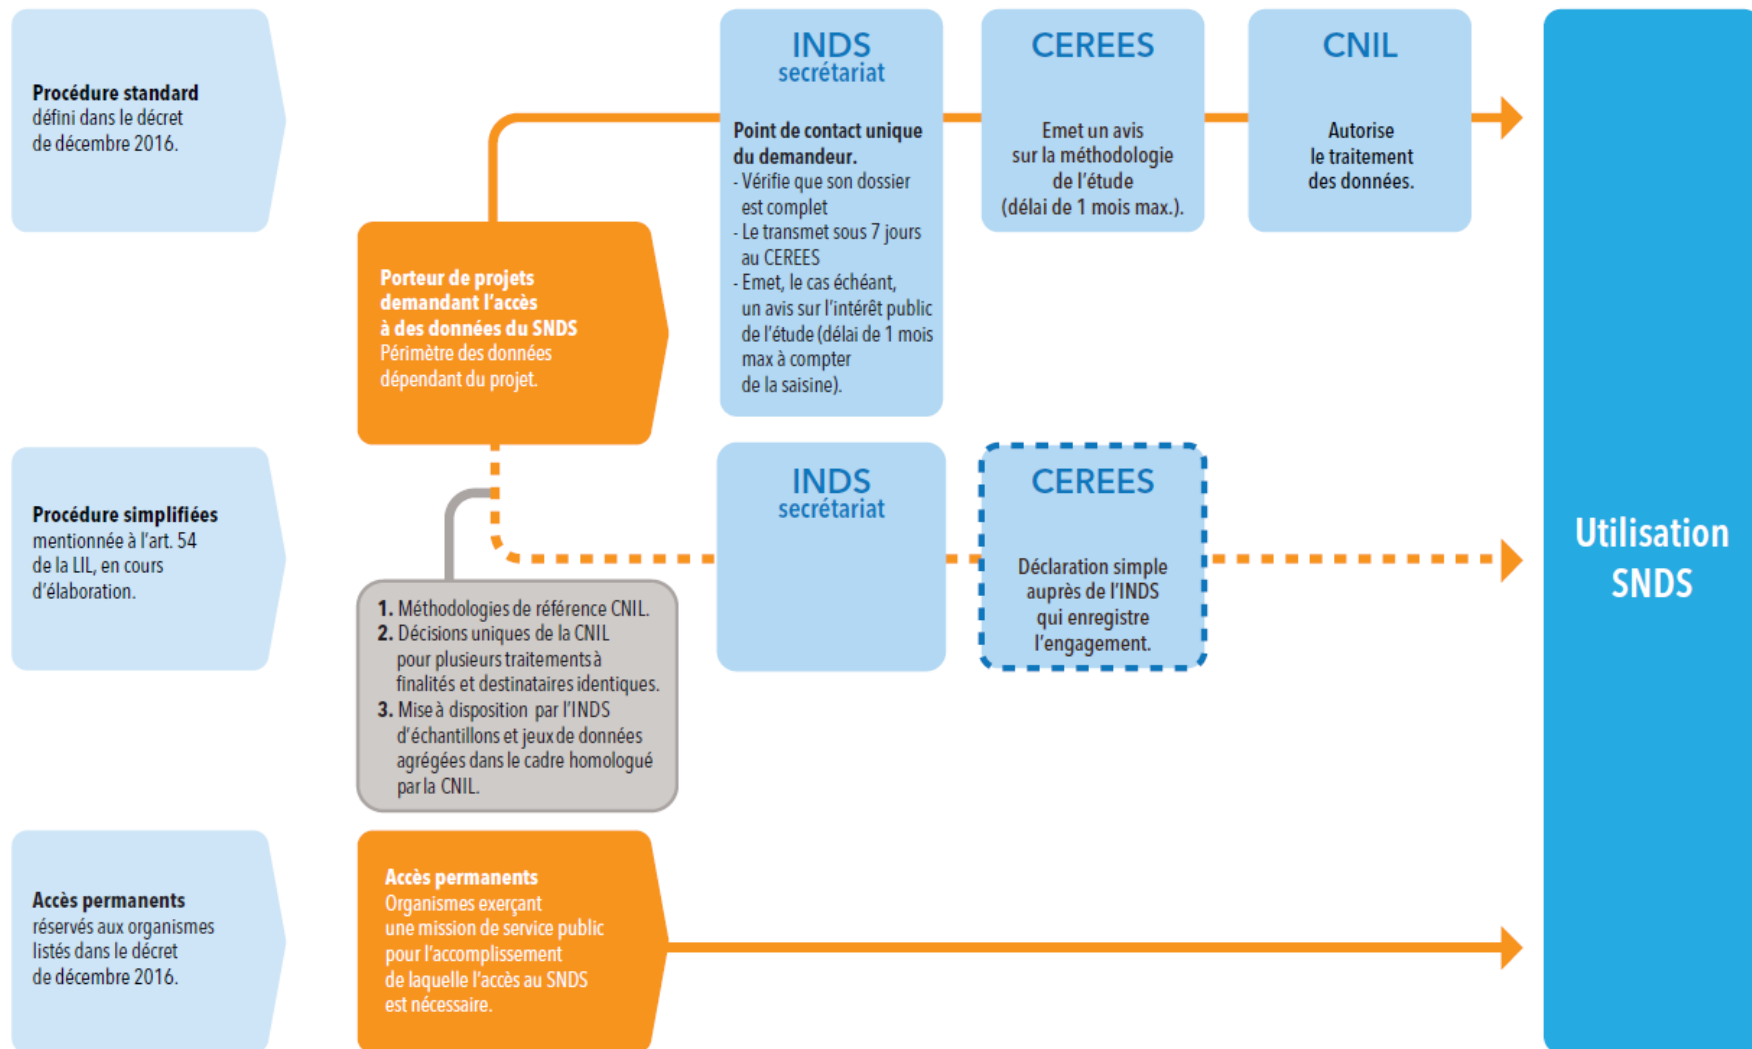 Procédure standard
défini dans le décret
de décembre 2016.
Porteur de projets
demandant l'accès
à des données du SNDS
Périmètre des données
dépendant du projet.
INDS
secrétariat
Point de contact unique
du demandeur.
- Vérifie que son dossier
est complet
- Le transmet sous 7 jours
au CEREES
- Emet, le cas échéant,
un avis sur l'intérêt public
de l'étude (délai de 1 mois
max à compter
de la saisine).
CEREES
Emet un avis
sur la méthodologie
de l'étude
(délai de 1 mois max.).
CNIL
Autorise
le traitement
des données.
Procédure simplifiées
mentionnée à l'art. 54
de la LIL, en cours
d'élaboration.
1. Méthodologies de référence CNIL.
2. Décisions uniques de la CNIL
pour plusieurs traitements à
finalités et destinataires identiques.
3. Mise à disposition par l'INDS
d'échantillons et jeux de données
agrégées dans le cadre homologué
par la CNIL.
INDS
secrétariat
CEREES
Déclaration simple
auprès de l'INDS
qui enregistre
l'engagement.
Accès permanents
réservés aux organismes
listés dans le décret
de décembre 2016.
Accès permanents
Organismes exerçant
une mission de service public
pour l'accomplissement
de laquelle l'accès au SNDS
est nécessaire.
Utilisation
SNDS